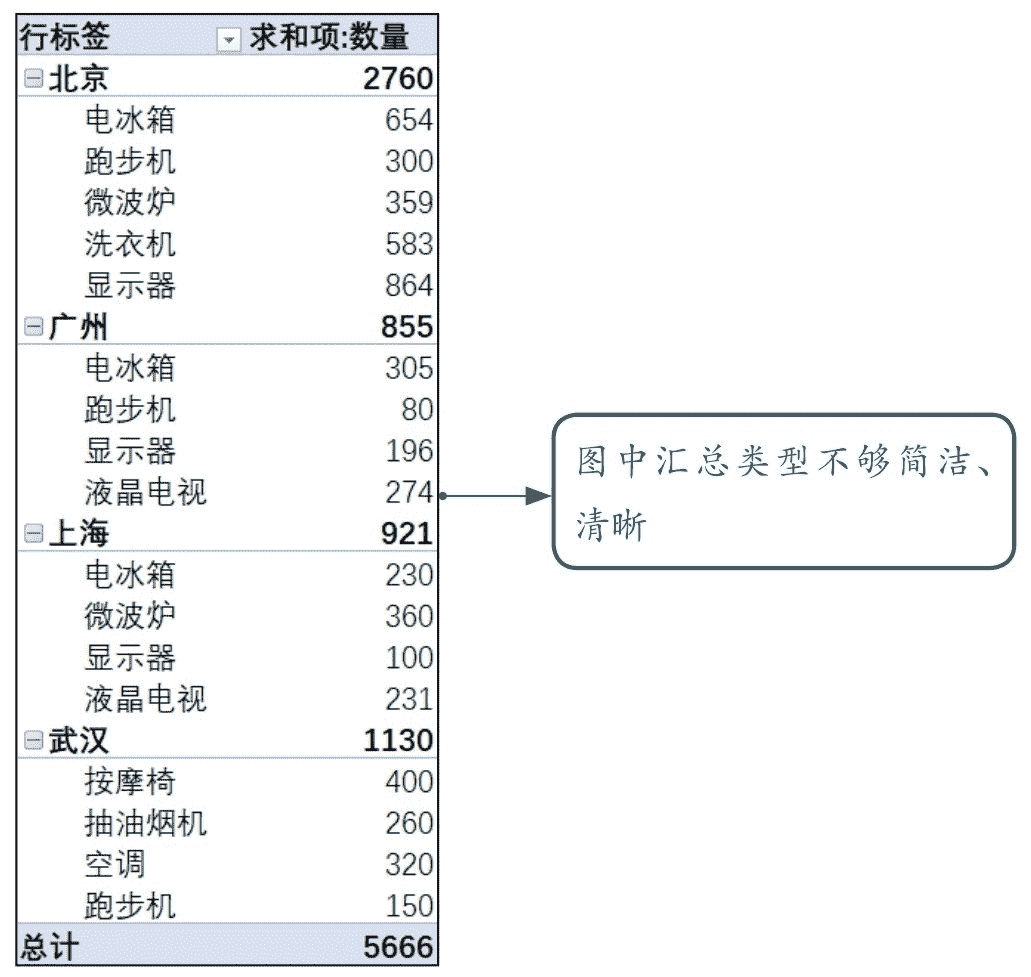 行标签 求和项:数量
北京 2760
电冰箱 654
跑步机 300
微波炉 359
洗衣机 583
显示器 864
广州 855
电冰箱 305
跑步机 80
显示器 196
液晶电视 274
上海 921
电冰箱 230
微波炉 360
显示器 100
液晶电视 231
武汉 1130
按摩椅 400
抽油烟机 260
空调 320
跑步机 150
总计 5666
图中汇总类型不够简洁、
清晰